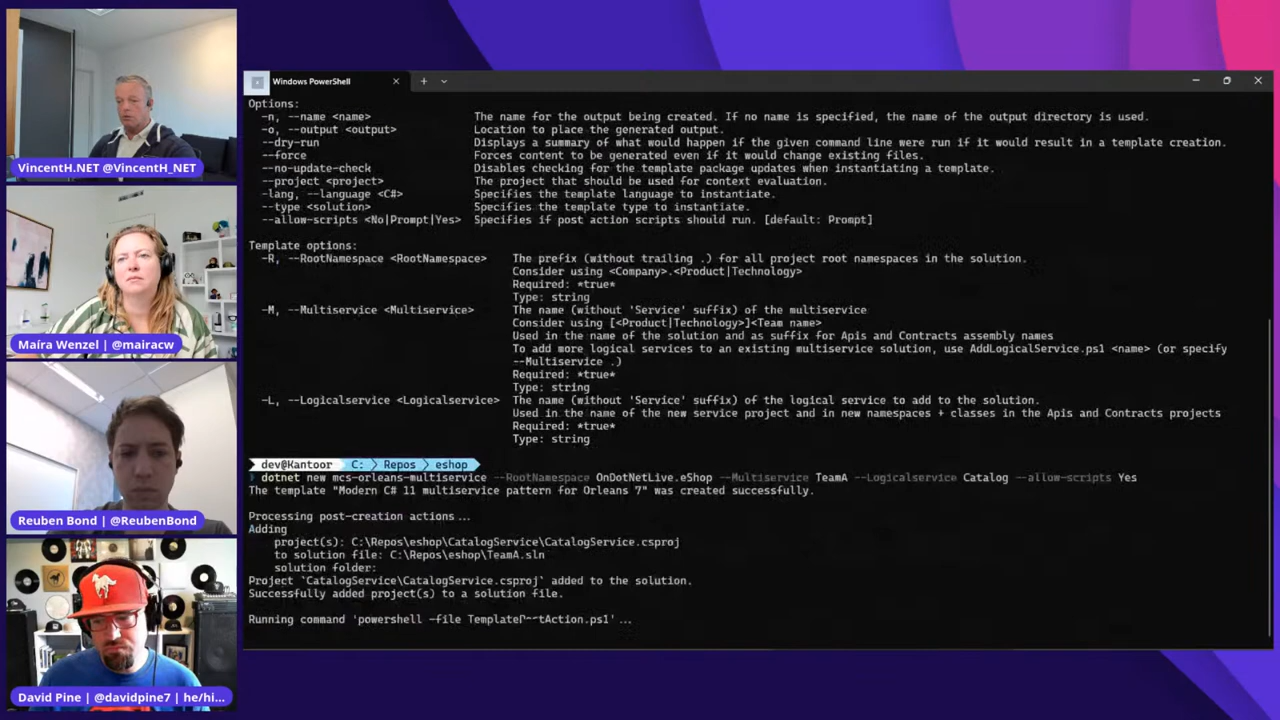 VincentH.NET @VincentH_NET
Maíra Wenzel | @mairacw
Reuben Bond | @ReubenBond
David Pine | @davidpine7 | he/hi...
Windows PowerShell
Options:
-n, --name <name> The name for the output being created. If no name is specified, the name of the output directory is used.
-o, --output <output> Location to place the generated output.
--dry-run Displays a summary of what would happen if the given command line were run if it would result in a template creation.
--force Forces content to be generated even if it would change existing files.
--no-update-check Disables checking for the template package updates when instantiating a template.
--project <project> The project that should be used for context evaluation.
-lang, --language <C#> Specifies the template language to instantiate.
--type <solution> Specifies the template type to instantiate.
--allow-scripts <No|Prompt|Yes> Specifies if post action scripts should run. [default: Prompt]
Template options:
-R, --RootNamespace <RootNamespace> The prefix (without trailing .) for all project root namespaces in the solution.
Consider using <Company>.<Product|Technology>
Required: *true*
Type: string
-M, --Multiservice <Multiservice> The name (without 'Service' suffix) of the multiservice
Consider using [<Product|Technology>]<Team name>
Used in the name of the solution and as suffix for Apis and Contracts assembly names
To add more logical services to an existing multiservice solution, use AddLogicalService.ps1 <name> (or specify
--Multiservice .)
Required: *true*
Type: string
-L, --Logicalservice <Logicalservice> The name (without 'Service' suffix) of the logical service to add to the solution.
Used in the name of the new service project and in new namespaces + classes in the Apis and Contracts projects
Required: *true*
Type: string
dev@Kantoor C: Repos eshop
dotnet new mcs-orleans-multiservice --RootNamespace OnDotNetLive.eShop --Multiservice TeamA --Logicalservice Catalog --allow-scripts Yes
The template "Modern C# 11 multiservice pattern for Orleans 7" was created successfully.
Processing post-creation actions...
Adding
project(s): C:\Repos\eshop\CatalogService\CatalogService.csproj
to solution file: C:\Repos\eshop\TeamA.sln
solution folder:
Project `CatalogService\CatalogService.csproj` added to the solution.
Successfully added project(s) to a solution file.
Running command 'powershell -file TemplatePostAction.ps1'...